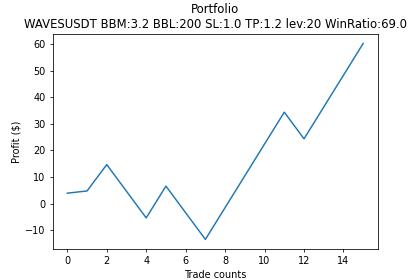 Portfolio
WAVESUSDT BBM:3.2 BBL:200 SL:1.0 TP:1.2 lev:20 WinRatio:69.0
60
50
40
30
20
10
0
−10
Profit ($)
0 2 4 6 8 10 12 14
Trade counts